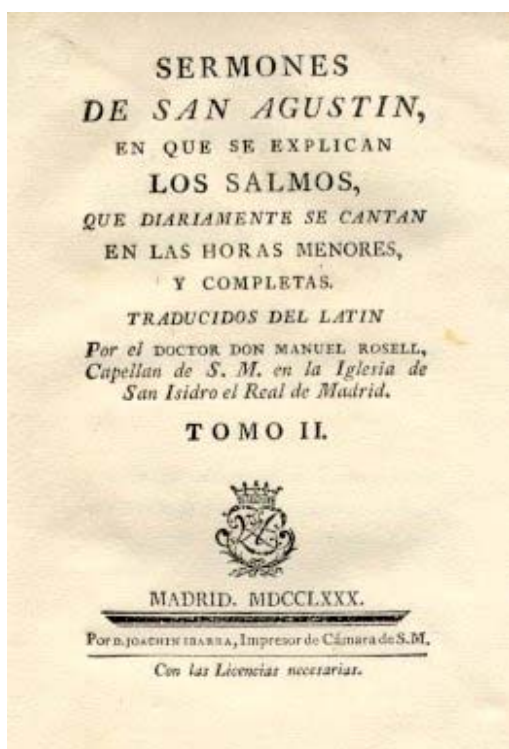 SERMONES
DE SAN AGUSTIN,
EN QUE SE EXPLICAN
LOS SALMOS,
QUE DIARIAMENTE SE CANTAN
EN LAS HORAS MENORES,
Y COMPLETAS.
TRADUCIDOS DEL LATIN
Por el DOCTOR DON MANUEL ROSELL,
Capellan de S. M. en la Iglesia de
San Isidro el Real de Madrid.
TOMO II.
MADRID. MDCCLXXX.
Por D. JOACHIN IBARRA, Impresor de Cámara de S.M.
Con las Licencias necesarias.